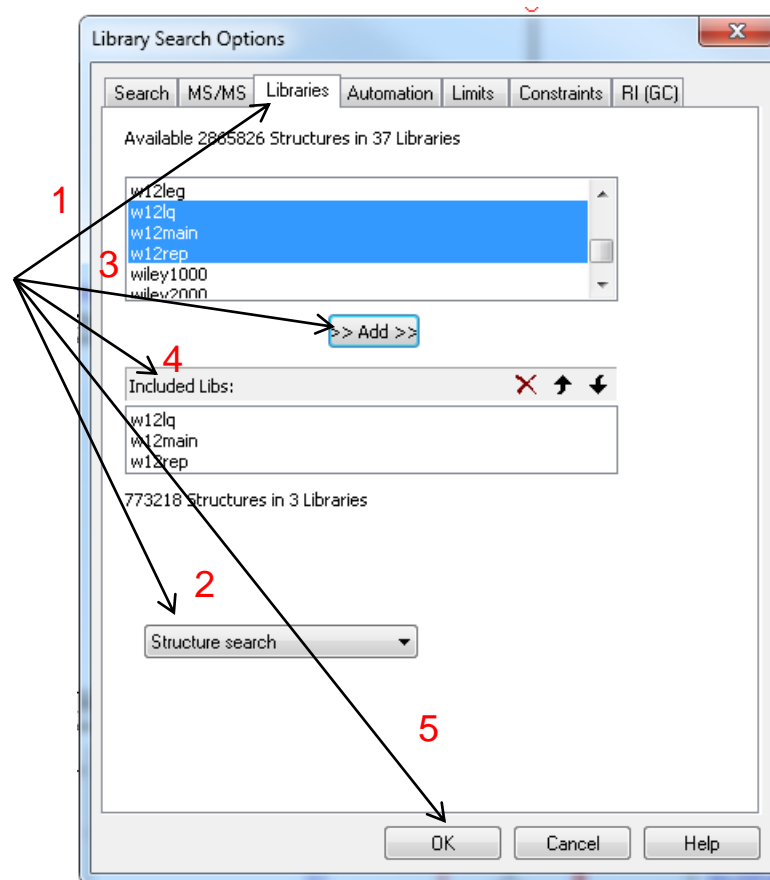 Library Search Options
X
Search MS/MS Libraries Automation Limits Constraints RI (GC)
Available 2865826 Structures in 37 Libraries
1
w12leg
w12lq
w12main
w12rep
3
wiley1000
wiley2000
>> Add >>
4
Included Libs:
w12lq
w12main
w12rep
773218 Structures in 3 Libraries
2
Structure search
5
OK Cancel Help